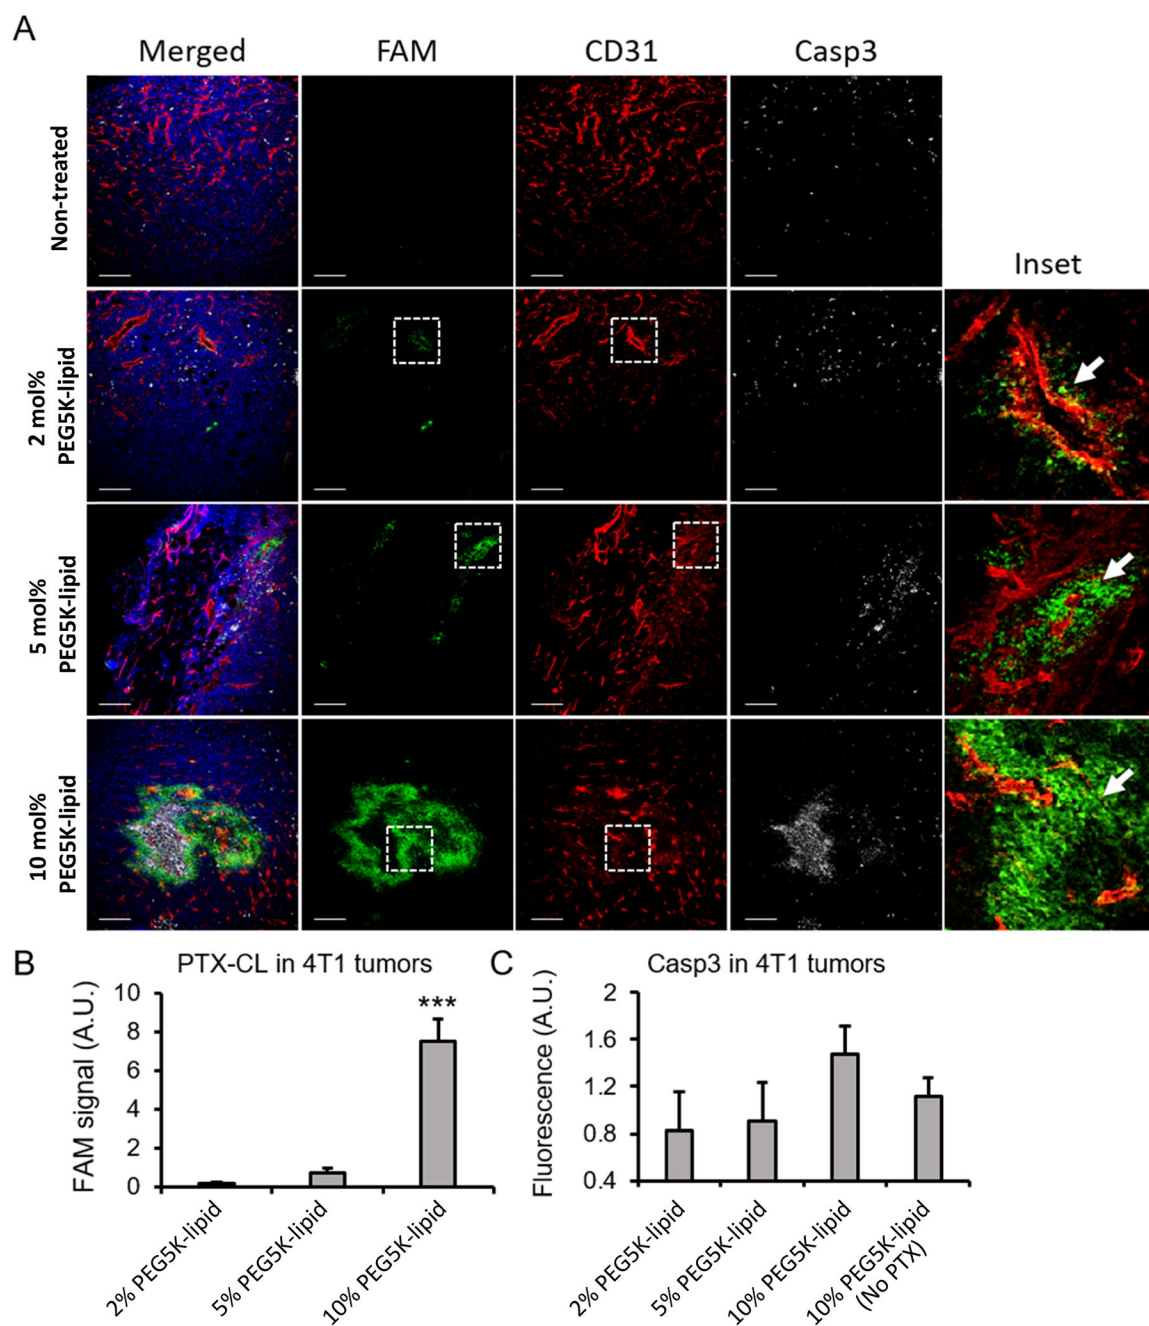 A
Merged FAM CD31 Casp3
Non-treated
Inset
2 mol%
PEG5K-lipid
5 mol%
PEG5K-lipid
10 mol%
PEG5K-lipid
B
PTX-CL in 4T1 tumors
FAM signal (A.U.)
10
8
6
4
2
0
***
2% PEG5K-lipid
5% PEG5K-lipid
10% PEG5K-lipid
C
Casp3 in 4T1 tumors
Fluorescence (A.U.)
2
1.6
1.2
0.8
0.4
2% PEG5K-lipid
5% PEG5K-lipid
10% PEG5K-lipid
10% PEG5K-lipid
(No PTX)